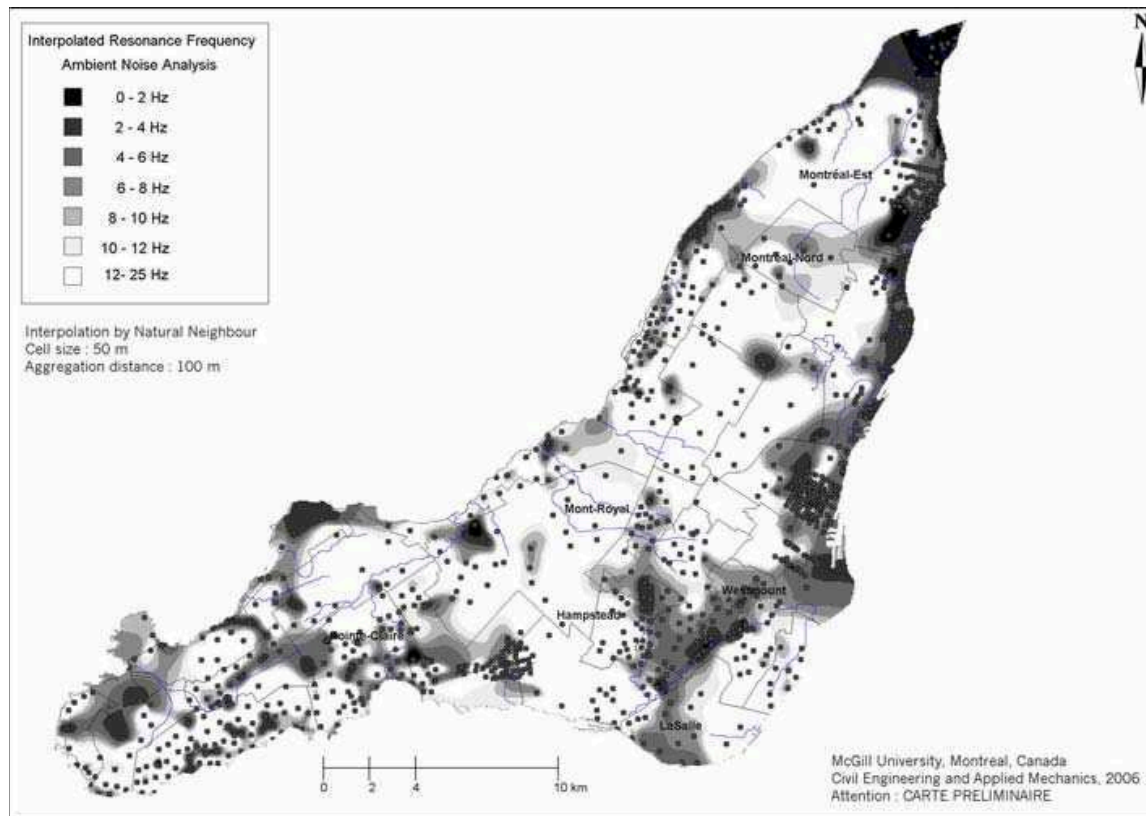 Interpolated Resonance Frequency
Ambient Noise Analysis
0 - 2 Hz
2 - 4 Hz
4 - 6 Hz
6 - 8 Hz
8 - 10 Hz
10 - 12 Hz
12- 25 Hz
Interpolation by Natural Neighbour
Cell size : 50 m
Aggregation distance : 100 m
N
Montréal-Est
Montréal-Nord
Mont-Royal
Westmount
Hampstead
Pointe-Claire
LaSalle
0 2 4 10 km
McGill University, Montreal, Canada
Civil Engineering and Applied Mechanics, 2006
Attention : CARTE PRELIMINAIRE